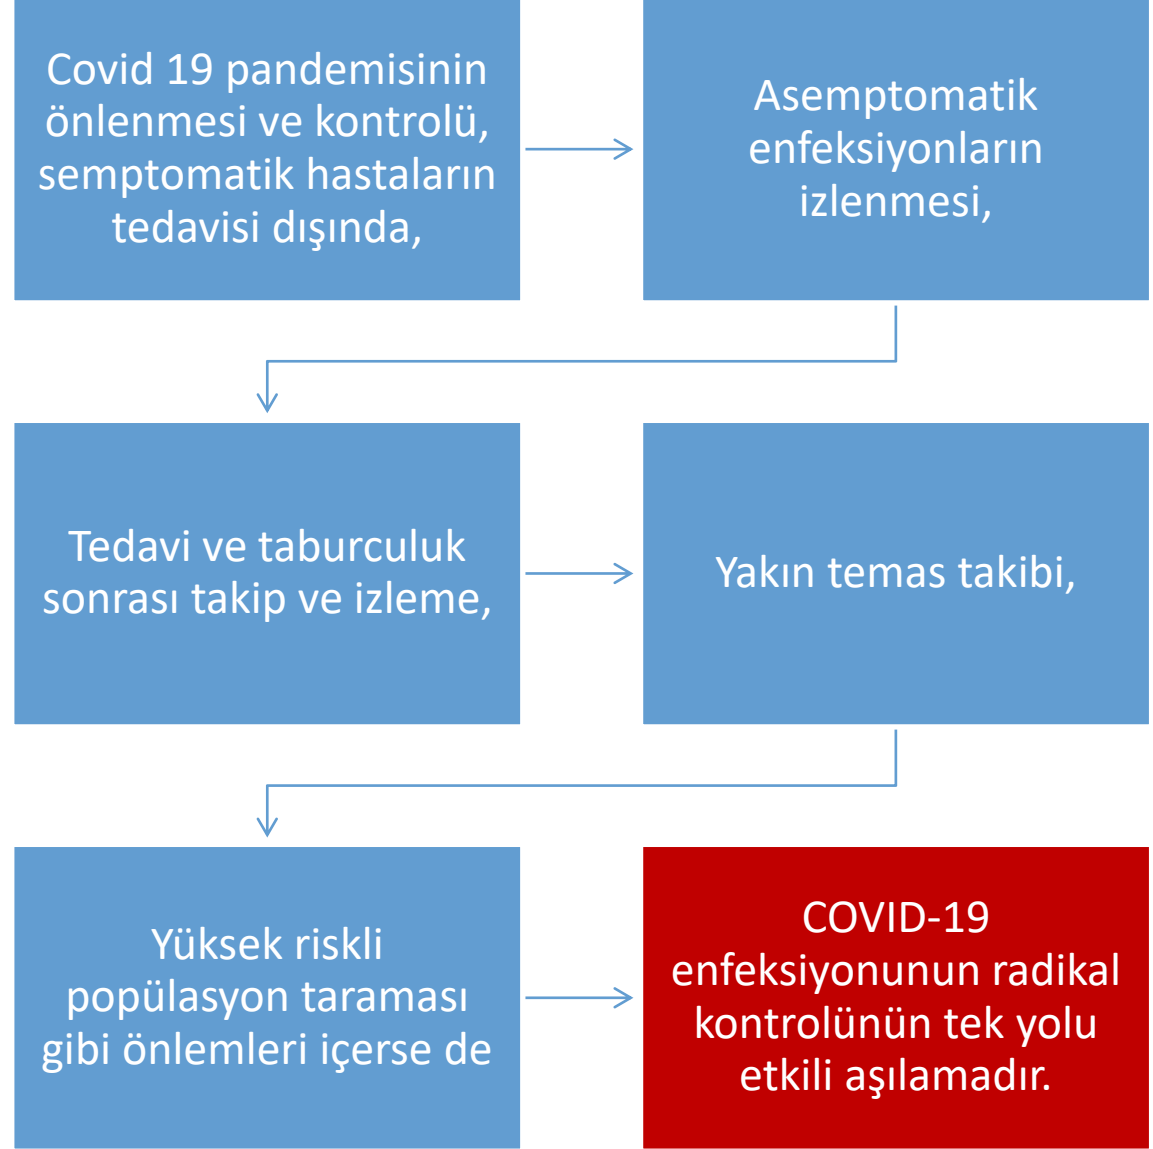 Covid 19 pandemisinin
önlenmesi ve kontrolü,
semptomatik hastaların
tedavisi dışında,
Asemptomatik
enfeksiyonların
izlenmesi,
Tedavi ve taburculuk
sonrası takip ve izleme,
Yakın temas takibi,
Yüksek riskli
popülasyon taraması
gibi önlemleri içerse de
COVID-19
enfeksiyonunun radikal
kontrolünün tek yolu
etkili aşılamadır.